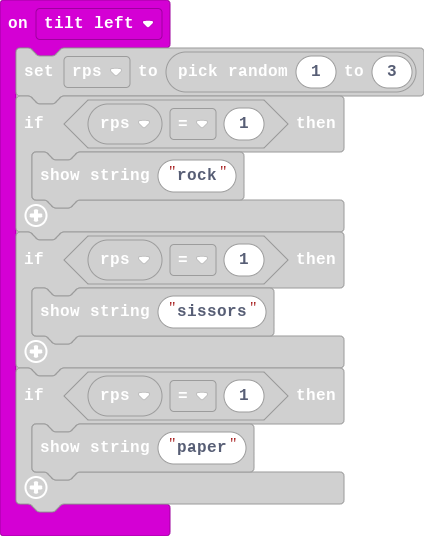 on tilt left
set rps to pick random 1 to 3
if rps = 1 then
show string "rock"
if rps = 1 then
show string "sissors"
if rps = 1 then
show string "paper"